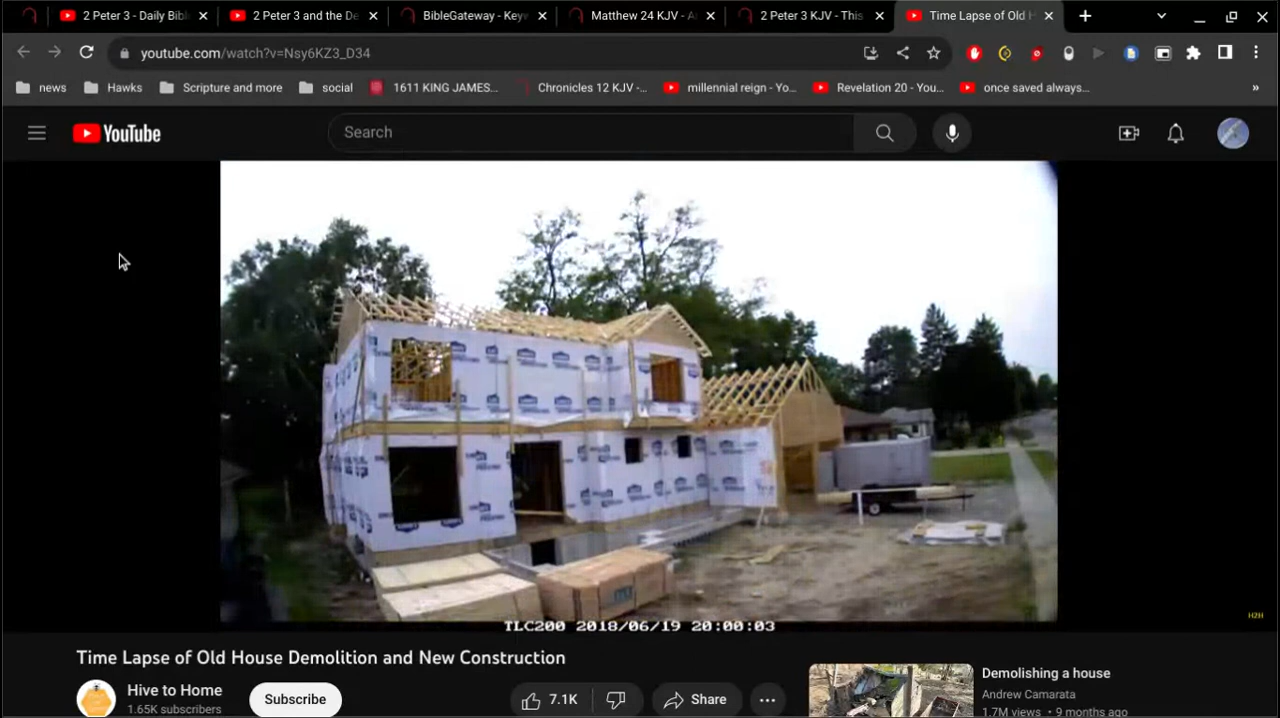 2 Peter 3 - Daily Bibl
2 Peter 3 and the De
BibleGateway - Keyw
Matthew 24 KJV - A
2 Peter 3 KJV - This
Time Lapse of Old H
youtube.com/watch?v=Nsy6KZ3_D34
news
Hawks
Scripture and more
social
1611 KING JAMES...
Chronicles 12 KJV -...
millennial reign - Yo...
Revelation 20 - You...
once saved always...
»
YouTube
Search
TLC200 2018/06/19 20:00:03
H2H
Time Lapse of Old House Demolition and New Construction
Hive to Home
1.65K subscribers
Subscribe
7.1K
Share
Demolishing a house
Andrew Camarata
1.7M views • 9 months ago